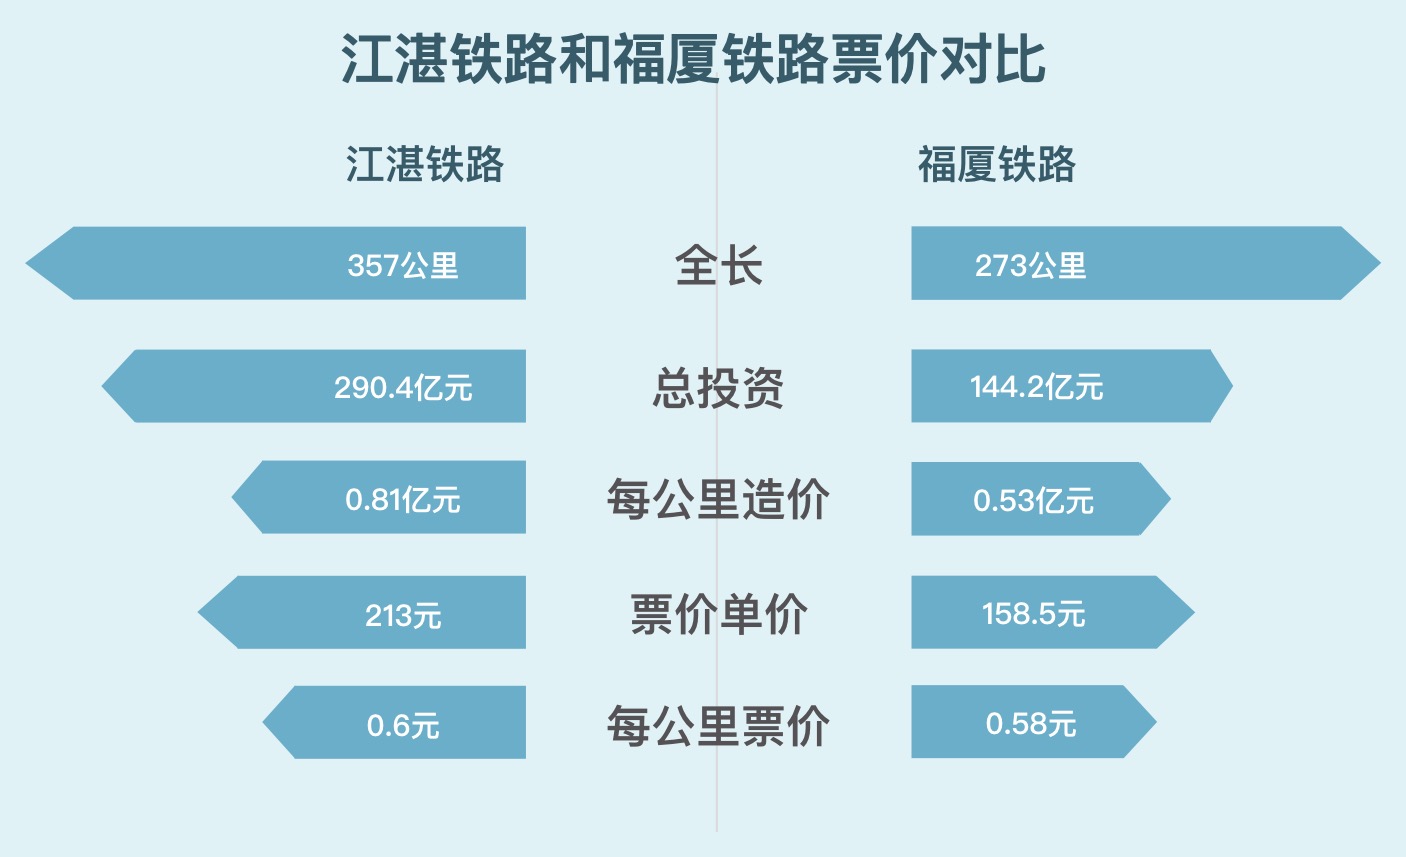 江湛铁路和福厦铁路票价对比
江湛铁路
福厦铁路
357公里
全长
273公里
290.4亿元
总投资
144.2亿元
0.81亿元
每公里造价
0.53亿元
213元
票价单价
158.5元
0.6元
每公里票价
0.58元